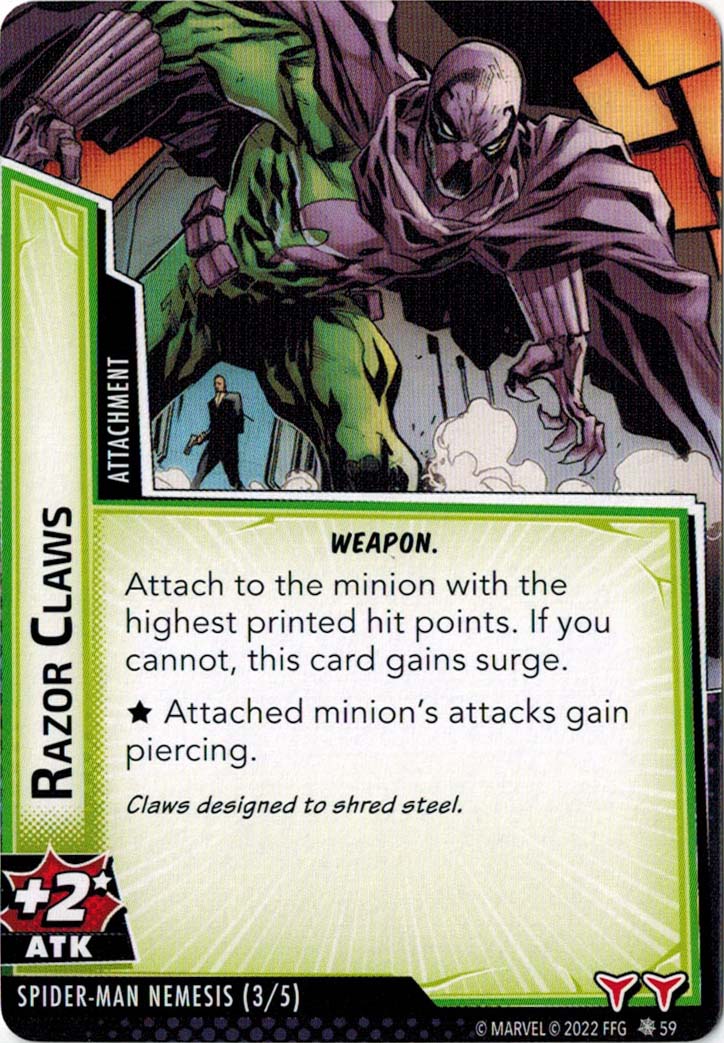 ATTACHMENT
RAZOR CLAWS
WEAPON.
Attach to the minion with the
highest printed hit points. If you
cannot, this card gains surge.
★ Attached minion's attacks gain
piercing.
Claws designed to shred steel.
+2★
ATK
SPIDER-MAN NEMESIS (3/5)
© MARVEL © 2022 FFG 59